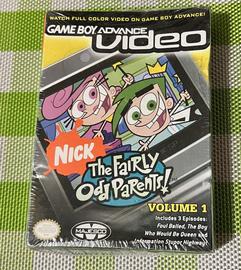 WATCH FULL COLOR VIDEO ON GAME BOY ADVANCE!
GAME BOY ADVANCE
Video
NICK
The Fairly
OddParents!
VOLUME 1
Includes 3 Episodes:
Foul Balled, The Boy
Who Would Be Queen and
Information Stupor Highway!
MAJESCO